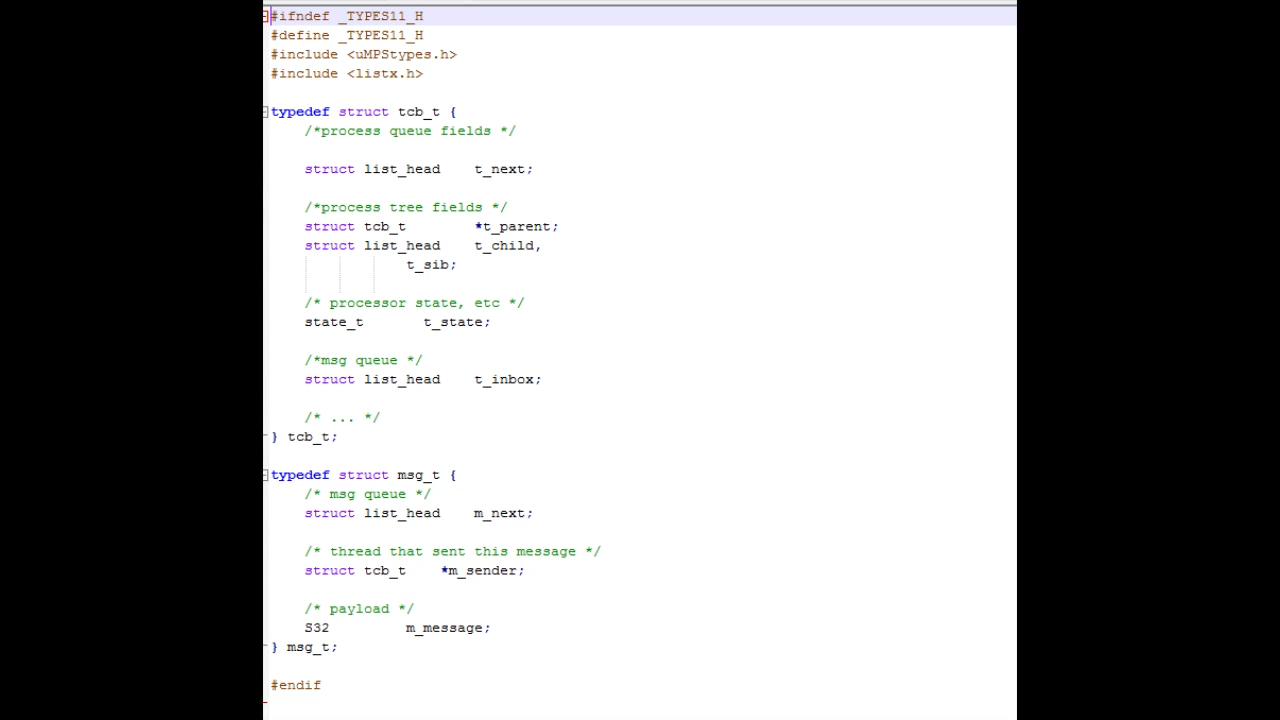 #ifndef _TYPES11_H
#define _TYPES11_H
#include <uMPStypes.h>
#include <listx.h>
typedef struct tcb_t {
/*process queue fields */
struct list_head t_next;
/*process tree fields */
struct tcb_t *t_parent;
struct list_head t_child,
t_sib;
/* processor state, etc */
state_t t_state;
/*msg queue */
struct list_head t_inbox;
/* ... */
} tcb_t;
typedef struct msg_t {
/* msg queue */
struct list_head m_next;
/* thread that sent this message */
struct tcb_t *m_sender;
/* payload */
S32 m_message;
} msg_t;
#endif